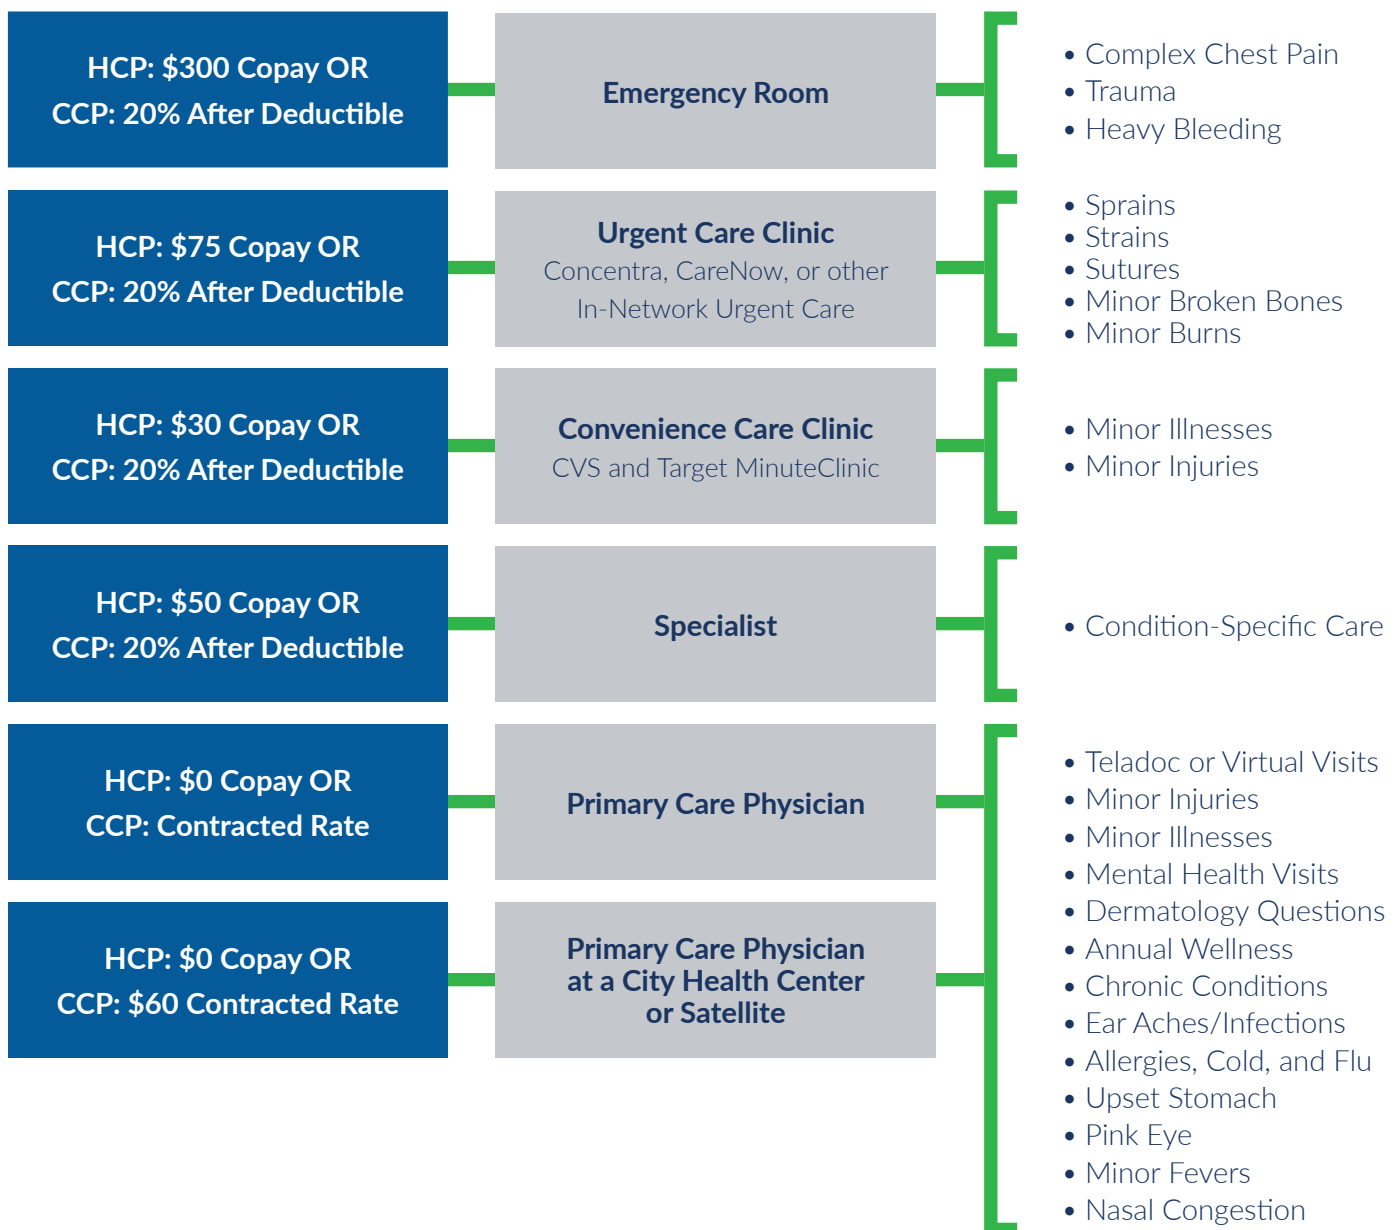 HCP: $300 Copay OR
CCP: 20% After Deductible
Emergency Room
• Complex Chest Pain
• Trauma
• Heavy Bleeding
HCP: $75 Copay OR
CCP: 20% After Deductible
Urgent Care Clinic
Concentra, CareNow, or other
In-Network Urgent Care
• Sprains
• Strains
• Sutures
• Minor Broken Bones
• Minor Burns
HCP: $30 Copay OR
CCP: 20% After Deductible
Convenience Care Clinic
CVS and Target MinuteClinic
• Minor Illnesses
• Minor Injuries
HCP: $50 Copay OR
CCP: 20% After Deductible
Specialist
• Condition-Specific Care
HCP: $0 Copay OR
CCP: Contracted Rate
Primary Care Physician
HCP: $0 Copay OR
CCP: $60 Contracted Rate
Primary Care Physician
at a City Health Center
or Satellite
• Teladoc or Virtual Visits
• Minor Injuries
• Minor Illnesses
• Mental Health Visits
• Dermatology Questions
• Annual Wellness
• Chronic Conditions
• Ear Aches/Infections
• Allergies, Cold, and Flu
• Upset Stomach
• Pink Eye
• Minor Fevers
• Nasal Congestion